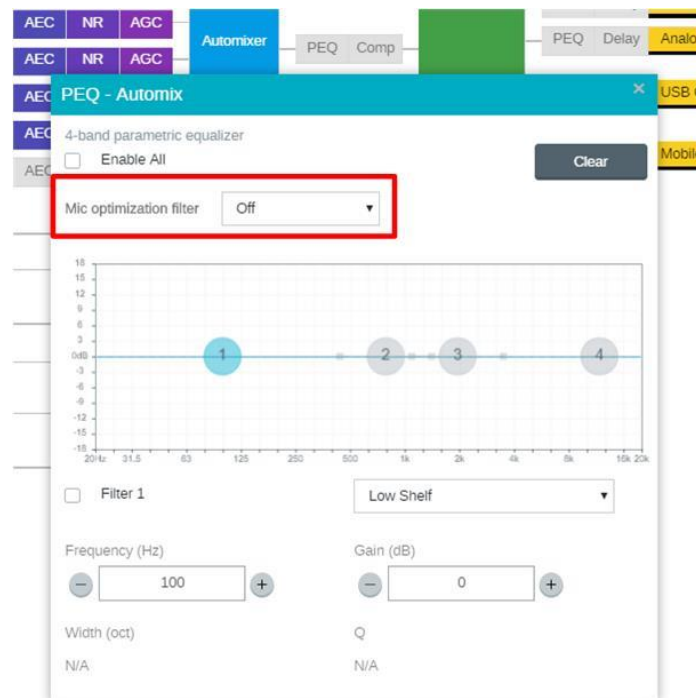 AEC NR AGC
Automixer
PEQ Comp
PEQ Delay
AEC NR AGC
AEC
AEC
AEC
USB
PEQ - Automix
×
4-band parametric equalizer
Enable All
Clear
Mic optimization filter Off
18
15
12
9
6
3
0dB
-3
-6
-9
-12
-15
-18
1 2 3 4
20Hz 31.5 63 125 250 500 1k 2k 4k 8k 16k 20k
Filter 1 Low Shelf
Frequency (Hz) Gain (dB)
− 100 + − 0 +
Width (oct) Q
N/A N/A